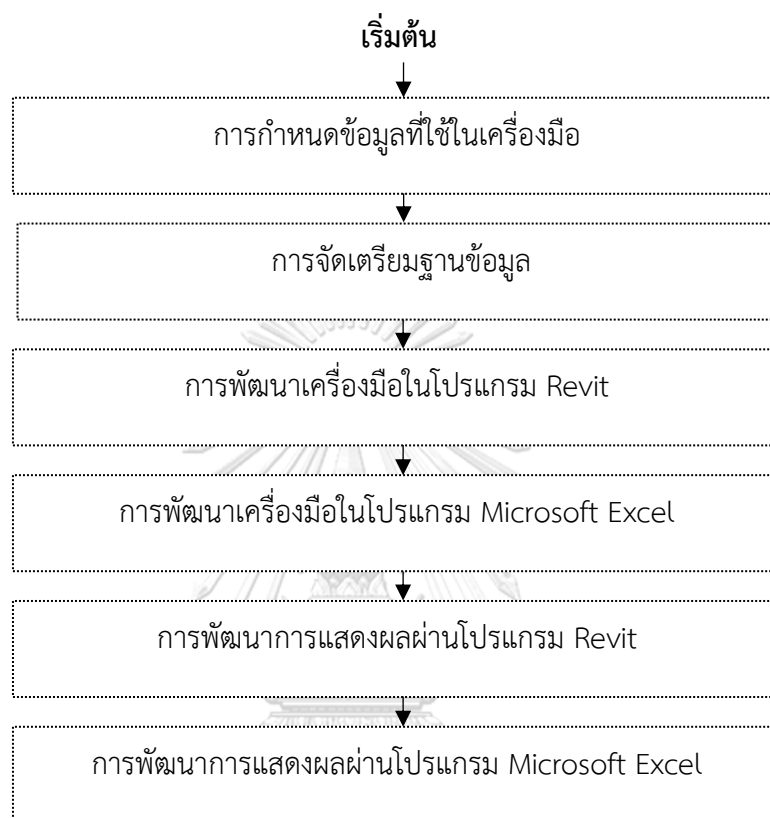 เริ่มต้น
การกำหนดข้อมูลที่ใช้ในเครื่องมือ
การจัดเตรียมฐานข้อมูล
การพัฒนาเครื่องมือในโปรแกรม Revit
การพัฒนาเครื่องมือในโปรแกรม Microsoft Excel
การพัฒนาการแสดงผลผ่านโปรแกรม Revit
การพัฒนาการแสดงผลผ่านโปรแกรม Microsoft Excel